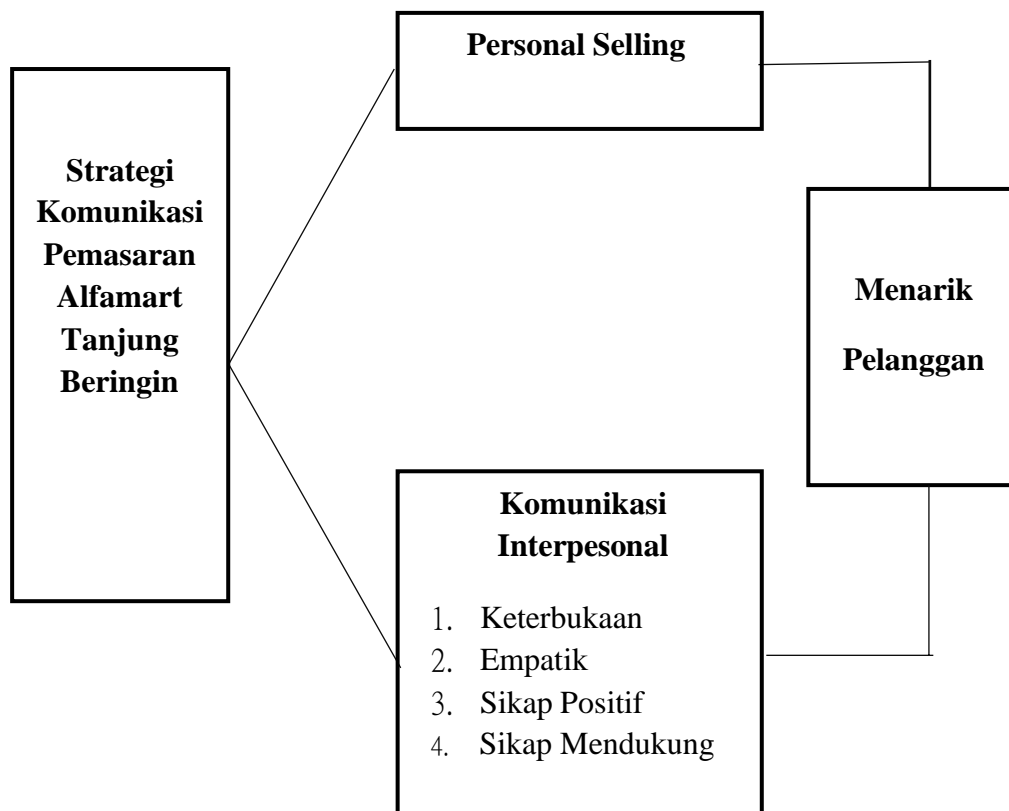 Strategi
Komunikasi
Pemasaran
Alfamart
Tanjung
Beringin
Personal Selling
Komunikasi
Interpesonal
1. Keterbukaan
2. Empatik
3. Sikap Positif
4. Sikap Mendukung
Menarik
Pelanggan